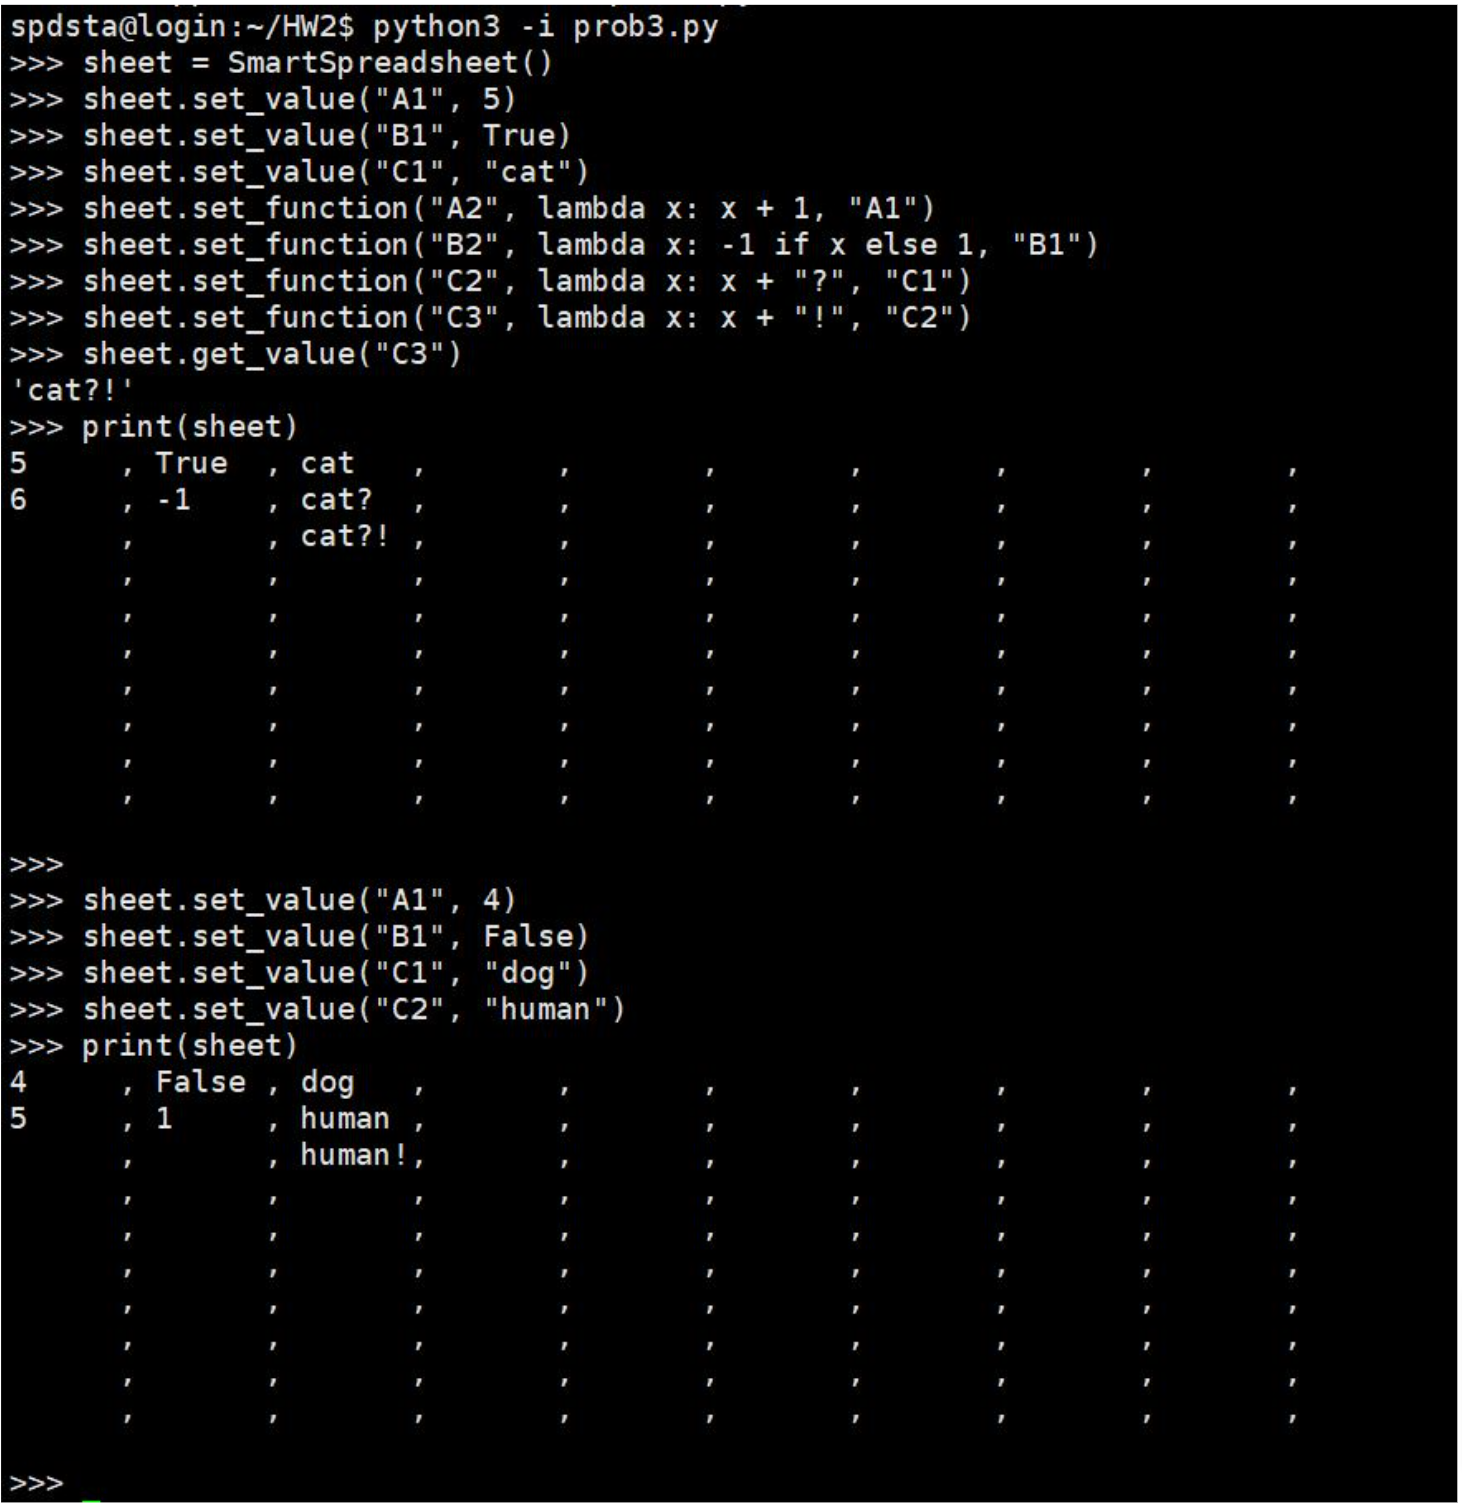 spdsta@login:~/HW2$ python3 -i prob3.py
>>> sheet = SmartSpreadsheet()
>>> sheet.set_value("A1", 5)
>>> sheet.set_value("B1", True)
>>> sheet.set_value("C1", "cat")
>>> sheet.set_function("A2", lambda x: x + 1, "A1")
>>> sheet.set_function("B2", lambda x: -1 if x else 1, "B1")
>>> sheet.set_function("C2", lambda x: x + "?", "C1")
>>> sheet.set_function("C3", lambda x: x + "!", "C2")
>>> sheet.get_value("C3")
'cat?!'
>>> print(sheet)
5     , True  , cat   ,       ,       ,       ,       ,       ,       ,
6     , -1    , cat?  ,       ,       ,       ,       ,       ,       ,
      ,       , cat?! ,       ,       ,       ,       ,       ,       ,
      ,       ,       ,       ,       ,       ,       ,       ,       ,
      ,       ,       ,       ,       ,       ,       ,       ,       ,
      ,       ,       ,       ,       ,       ,       ,       ,       ,
      ,       ,       ,       ,       ,       ,       ,       ,       ,
      ,       ,       ,       ,       ,       ,       ,       ,       ,
      ,       ,       ,       ,       ,       ,       ,       ,       ,
      ,       ,       ,       ,       ,       ,       ,       ,       ,
>>>
>>> sheet.set_value("A1", 4)
>>> sheet.set_value("B1", False)
>>> sheet.set_value("C1", "dog")
>>> sheet.set_value("C2", "human")
>>> print(sheet)
4     , False , dog   ,       ,       ,       ,       ,       ,       ,
5     , 1     , human ,       ,       ,       ,       ,       ,       ,
      ,       , human!,       ,       ,       ,       ,       ,       ,
      ,       ,       ,       ,       ,       ,       ,       ,       ,
      ,       ,       ,       ,       ,       ,       ,       ,       ,
      ,       ,       ,       ,       ,       ,       ,       ,       ,
      ,       ,       ,       ,       ,       ,       ,       ,       ,
      ,       ,       ,       ,       ,       ,       ,       ,       ,
      ,       ,       ,       ,       ,       ,       ,       ,       ,
      ,       ,       ,       ,       ,       ,       ,       ,       ,
>>>